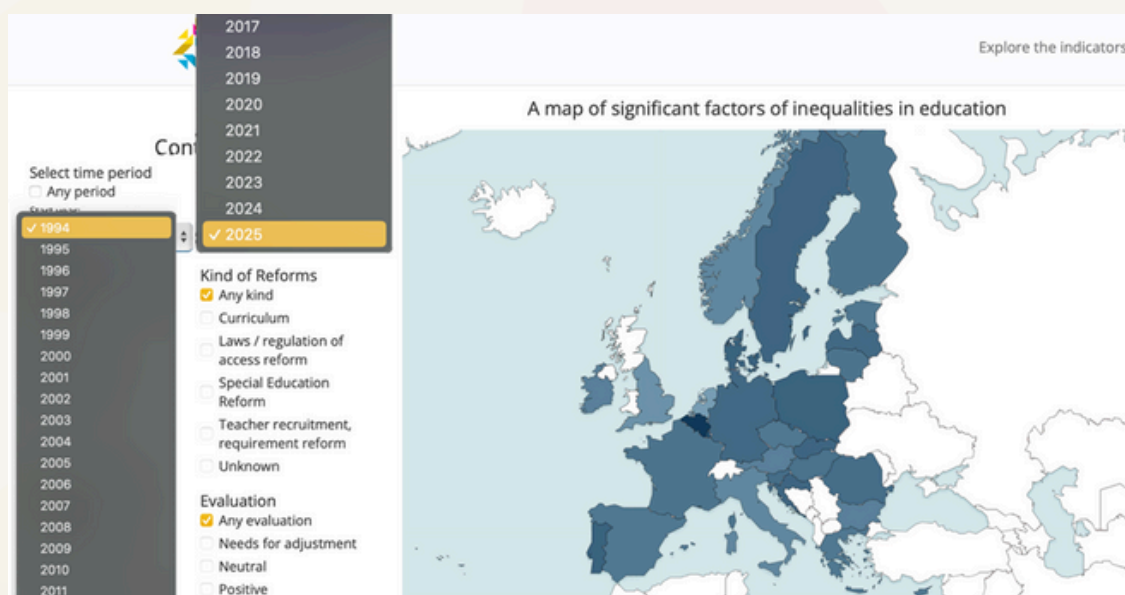 2017
2018
2019
2020
2021
2022
2023
2024
✓ 2025
Explore the indicators
A map of significant factors of inequalities in education
Select time period
Any period
Start year:
✓ 1994
1995
1996
1997
1998
1999
2000
2001
2002
2003
2004
2005
2006
2007
2008
2009
2010
2011
Kind of Reforms
Any kind
Curriculum
Laws / regulation of
access reform
Special Education
Reform
Teacher recruitment,
requirement reform
Unknown
Evaluation
Any evaluation
Needs for adjustment
Neutral
Positive